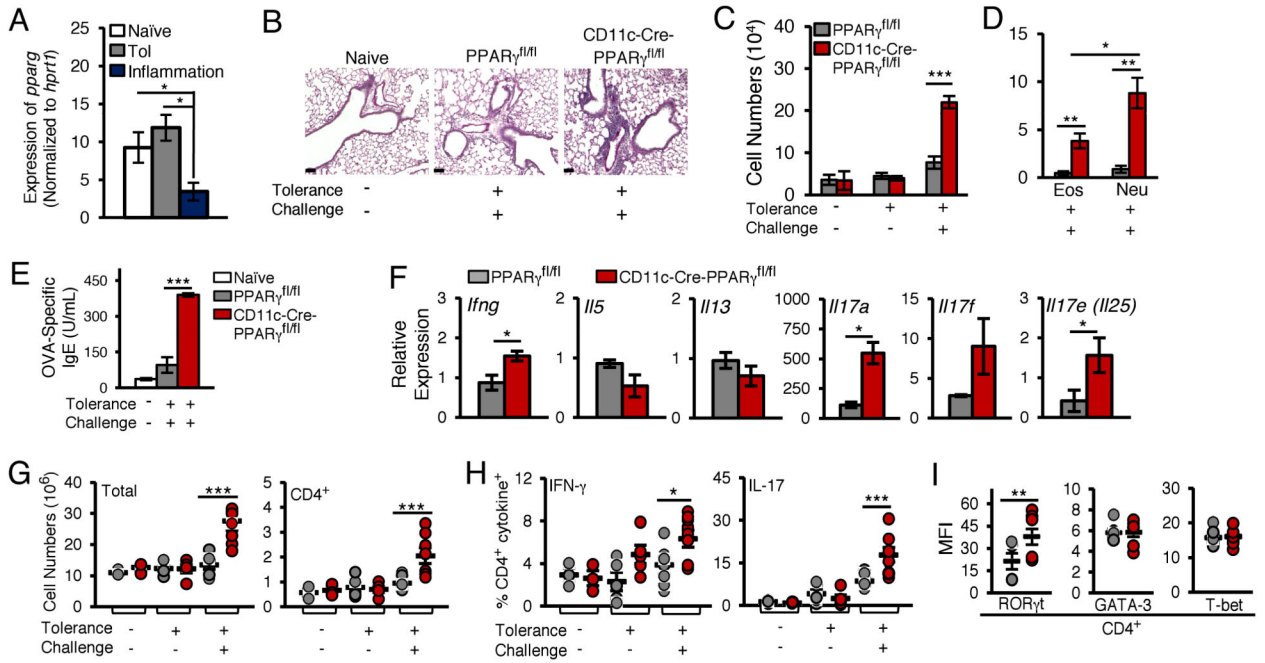 A
Expression of pparg
(Normalized to hprt1)
25
20
15
10
5
0
Naïve
Tol
Inflammation
*
*
B
Naive
PPARγfl/fl
CD11c-Cre-
PPARγfl/fl
Tolerance - + +
Challenge - + +
C
Cell Numbers (10⁴)
40
30
20
10
0
PPARγfl/fl
CD11c-Cre-
PPARγfl/fl
***
Tolerance - + +
Challenge - - +
D
15
10
5
0
*
** **
Eos Neu
+ +
+ +
E
OVA-Specific
IgE (U/mL)
450
300
150
0
***
Naïve
PPARγfl/fl
CD11c-Cre-
PPARγfl/fl
Tolerance - + +
Challenge - + +
F
PPARγfl/fl CD11c-Cre-PPARγfl/fl
Relative
Expression
Ifng
3
2
1
0
*
Il5
2
1
0
Il13
2
1
0
Il17a
1000
750
500
250
0
*
Il17f
15
10
5
0
Il17e (Il25)
3
2
1
0
*
G
Cell Numbers (10⁶)
Total
40
30
20
10
0
***
CD4+
5
4
3
2
1
0
***
Tolerance - + + - + +
Challenge - - + - - +
H
% CD4+ cytokine+
IFN-γ
12
8
4
0
*
IL-17
45
30
15
0
***
Tolerance - + + - + +
Challenge - - + - - +
I
MFI
60
45
30
15
0
**
RORγt
10
8
6
4
2
0
GATA-3
30
20
10
0
T-bet
CD4+